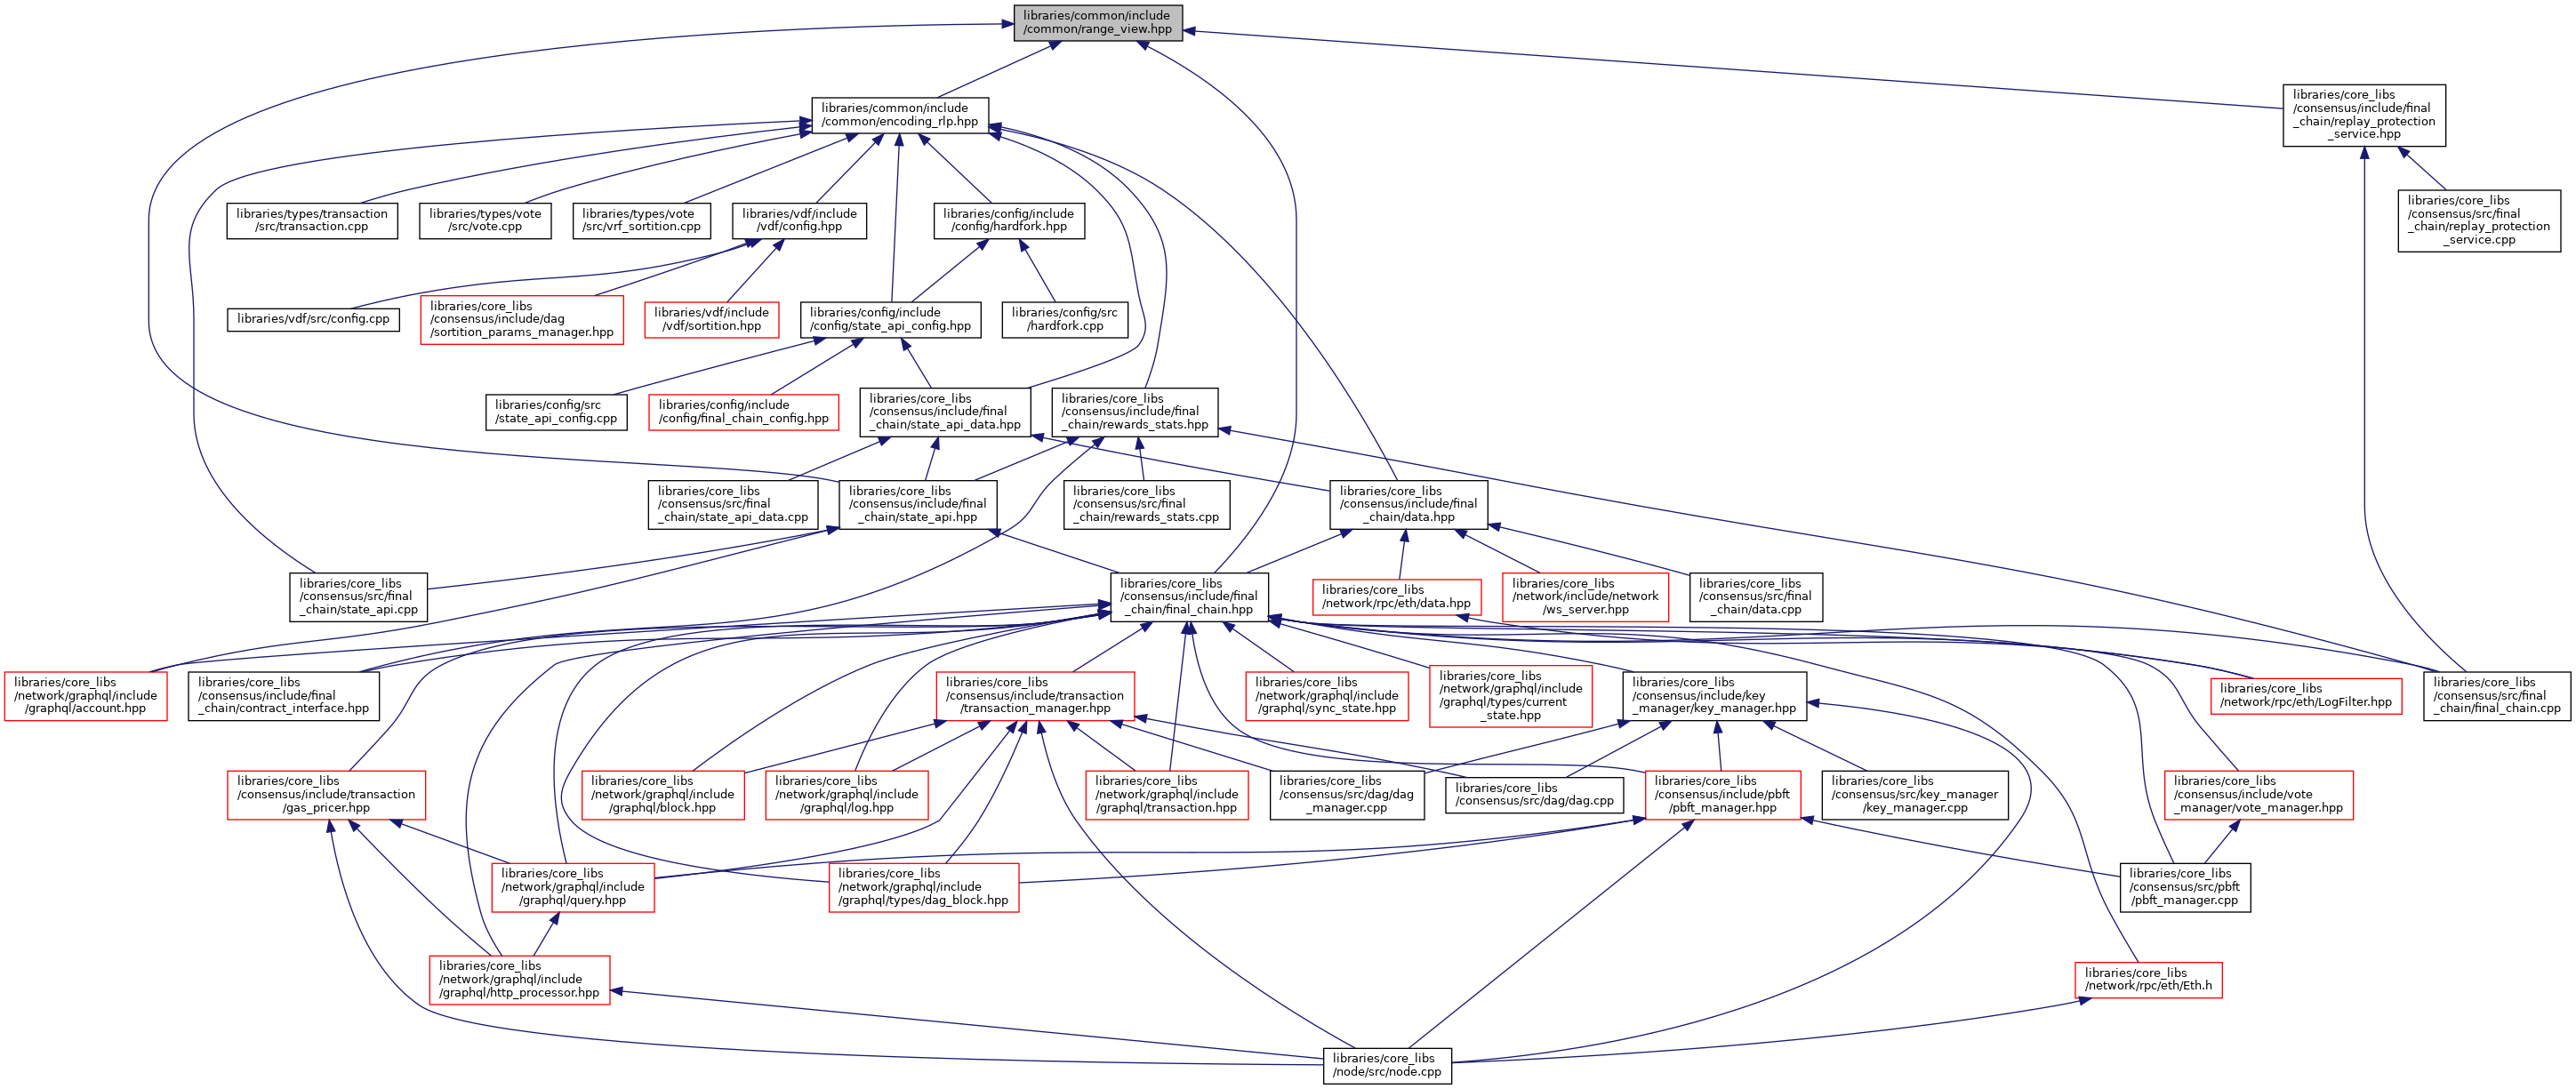 libraries/common/include
/common/range_view.hpp
libraries/core_libs
/consensus/include/final
_chain/replay_protection
_service.hpp
libraries/common/include
/common/encoding_rlp.hpp
libraries/core_libs
/consensus/src/final
_chain/replay_protection
_service.cpp
libraries/types/transaction
/src/transaction.cpp
libraries/types/vote
/src/vote.cpp
libraries/types/vote
/src/vrf_sortition.cpp
libraries/vdf/include
/vdf/config.hpp
libraries/config/include
/config/hardfork.hpp
libraries/vdf/src/config.cpp
libraries/core_libs
/consensus/include/dag
/sortition_params_manager.hpp
libraries/vdf/include
/vdf/sortition.hpp
libraries/config/include
/config/state_api_config.hpp
libraries/config/src
/hardfork.cpp
libraries/config/src
/state_api_config.cpp
libraries/config/include
/config/final_chain_config.hpp
libraries/core_libs
/consensus/include/final
_chain/state_api_data.hpp
libraries/core_libs
/consensus/include/final
_chain/rewards_stats.hpp
libraries/core_libs
/consensus/src/final
_chain/state_api_data.cpp
libraries/core_libs
/consensus/include/final
_chain/state_api.hpp
libraries/core_libs
/consensus/src/final
_chain/rewards_stats.cpp
libraries/core_libs
/consensus/include/final
_chain/data.hpp
libraries/core_libs
/consensus/src/final
_chain/state_api.cpp
libraries/core_libs
/consensus/include/final
_chain/final_chain.hpp
libraries/core_libs
/network/rpc/eth/data.hpp
libraries/core_libs
/network/include/network
/ws_server.hpp
libraries/core_libs
/consensus/src/final
_chain/data.cpp
libraries/core_libs
/network/graphql/include
/graphql/account.hpp
libraries/core_libs
/consensus/include/final
_chain/contract_interface.hpp
libraries/core_libs
/consensus/include/transaction
/transaction_manager.hpp
libraries/core_libs
/network/graphql/include
/graphql/sync_state.hpp
libraries/core_libs
/network/graphql/include
/graphql/types/current
_state.hpp
libraries/core_libs
/consensus/include/key
_manager/key_manager.hpp
libraries/core_libs
/network/rpc/eth/LogFilter.hpp
libraries/core_libs
/consensus/src/final
_chain/final_chain.cpp
libraries/core_libs
/consensus/include/transaction
/gas_pricer.hpp
libraries/core_libs
/network/graphql/include
/graphql/block.hpp
libraries/core_libs
/network/graphql/include
/graphql/log.hpp
libraries/core_libs
/network/graphql/include
/graphql/transaction.hpp
libraries/core_libs
/consensus/src/dag/dag
_manager.cpp
libraries/core_libs
/consensus/src/dag/dag.cpp
libraries/core_libs
/consensus/include/pbft
/pbft_manager.hpp
libraries/core_libs
/consensus/src/key_manager
/key_manager.cpp
libraries/core_libs
/consensus/include/vote
_manager/vote_manager.hpp
libraries/core_libs
/network/graphql/include
/graphql/query.hpp
libraries/core_libs
/network/graphql/include
/graphql/types/dag_block.hpp
libraries/core_libs
/consensus/src/pbft
/pbft_manager.cpp
libraries/core_libs
/network/graphql/include
/graphql/http_processor.hpp
libraries/core_libs
/network/rpc/eth/Eth.h
libraries/core_libs
/node/src/node.cpp